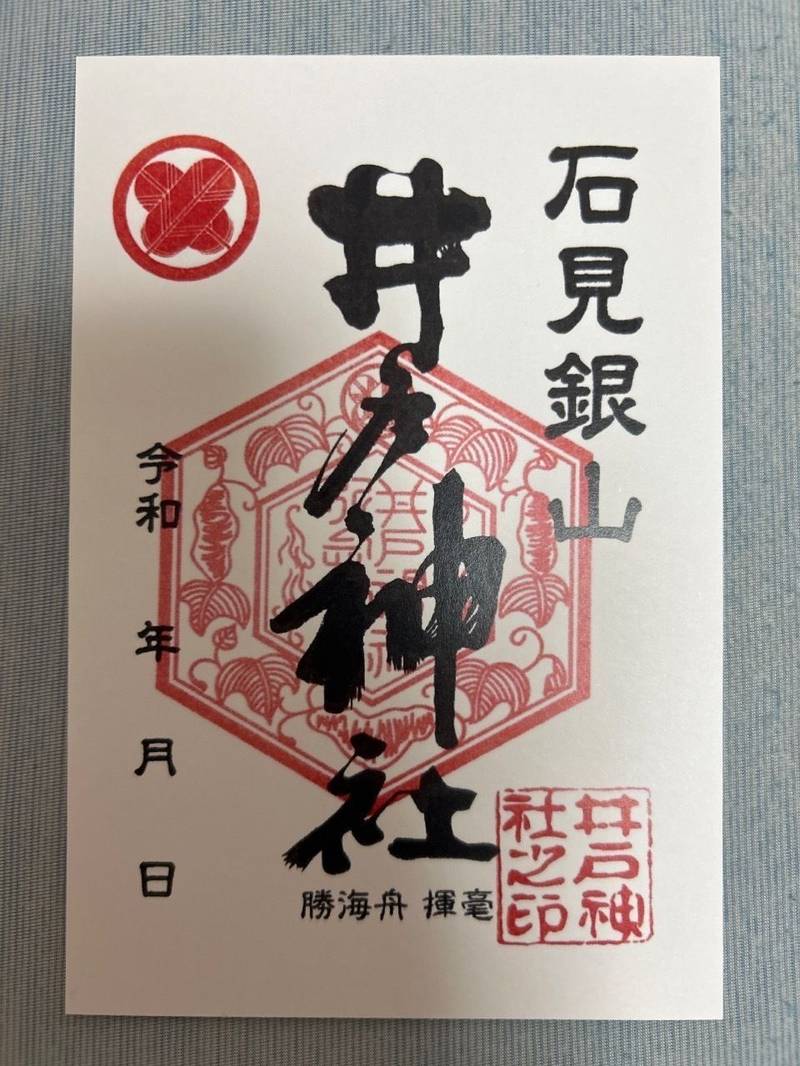 石見銀山
井戸神社
勝海舟 揮毫
令和 年 月 日
井戸神
社之印